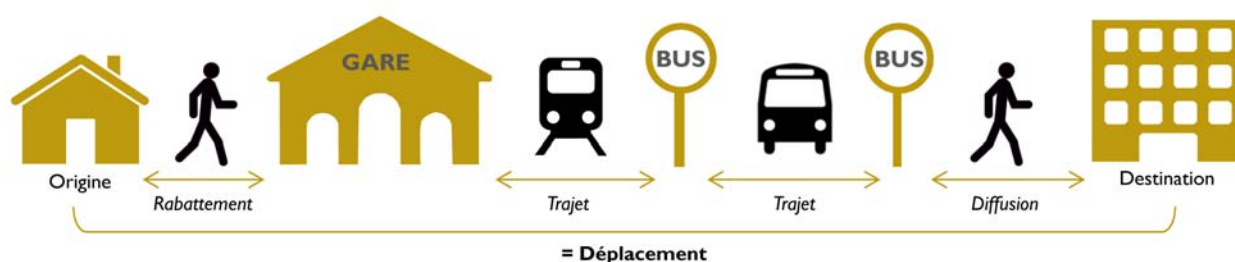 GARE
BUS
BUS
Origine
Rabattement
Trajet
Trajet
Diffusion
Destination
= Déplacement